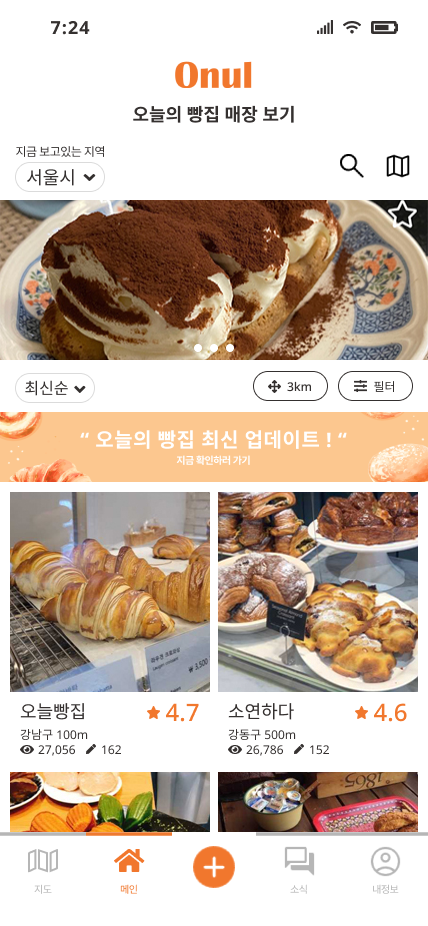 7:24
Onul
오늘의 빵집 매장 보기
지금 보고있는 지역
서울시
최신순
3km
필터
“ 오늘의 빵집 최신 업데이트 ! “
지금 확인하러 가기
₩ 3,500
오늘빵집
4.7
강남구 100m
27,056
162
소연하다
4.6
강동구 500m
26,786
152
1865
지도
메인
소식
내정보